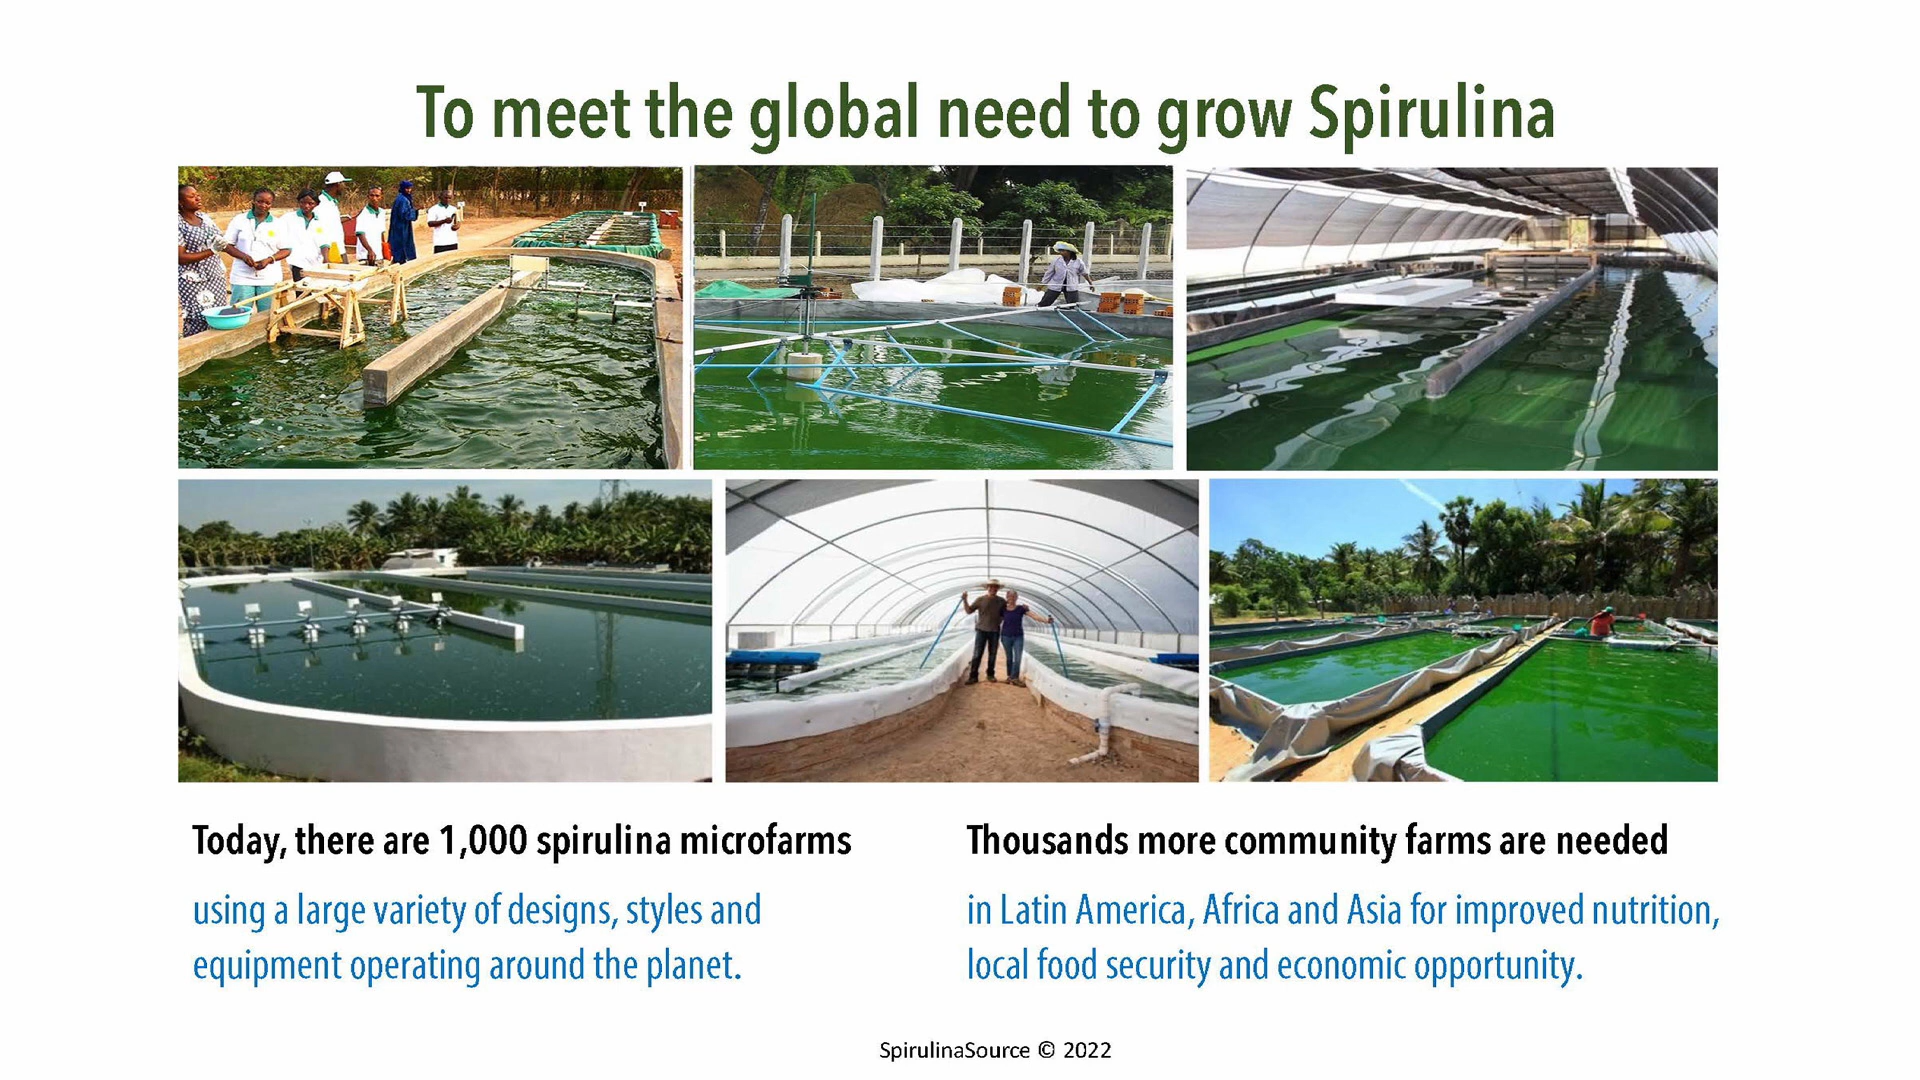 To meet the global need to grow Spirulina
Today, there are 1,000 spirulina microfarms
using a large variety of designs, styles and
equipment operating around the planet.
Thousands more community farms are needed
in Latin America, Africa and Asia for improved nutrition,
local food security and economic opportunity.
SpirulinaSource © 2022